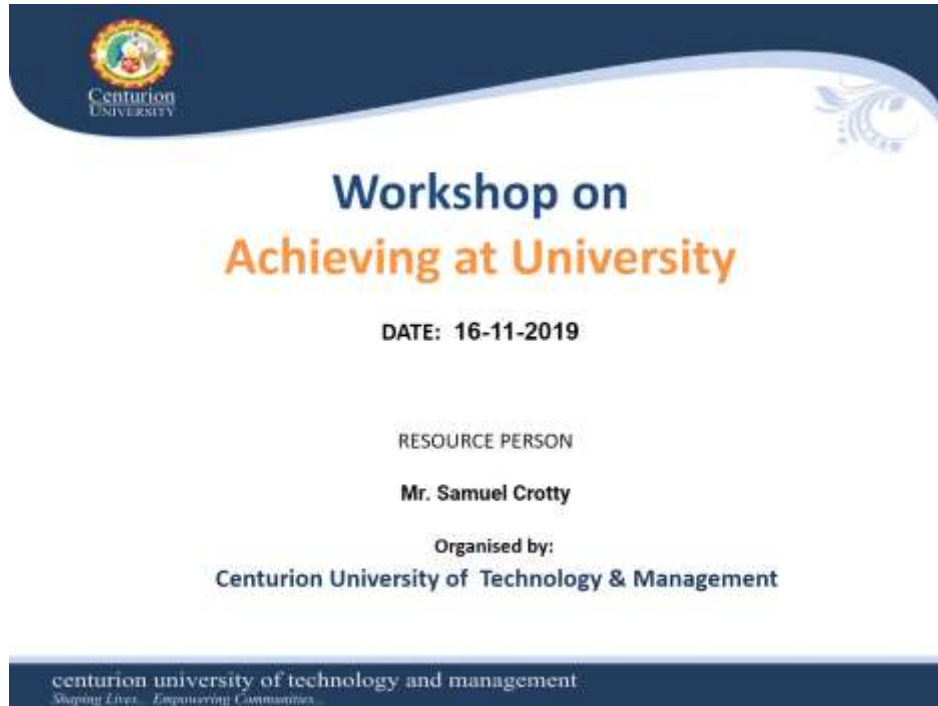 Centurion
UNIVERSITY
Workshop on
Achieving at University
DATE: 16-11-2019
RESOURCE PERSON
Mr. Samuel Crotty
Organised by:
Centurion University of Technology & Management
centurion university of technology and management
Shaping Lives... Empowering Communities...